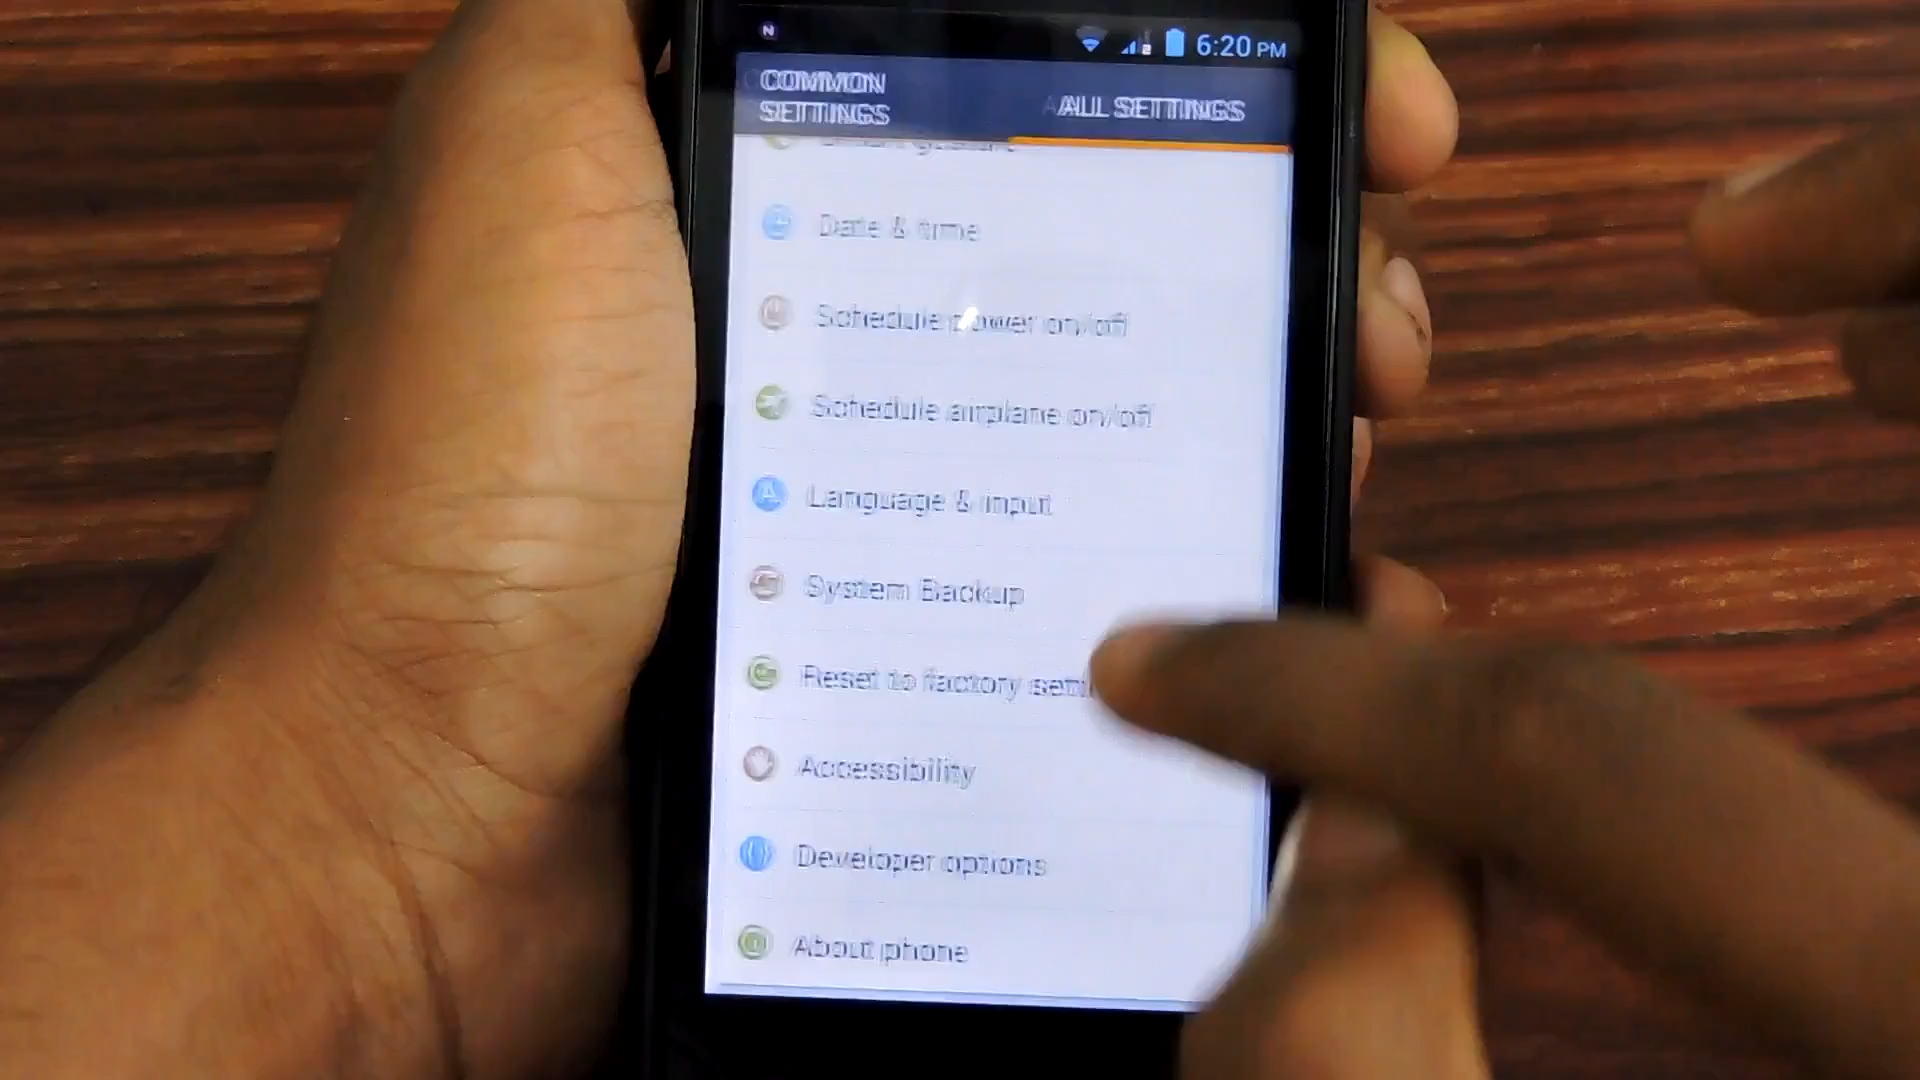 N
6:20 PM
COMMON
SETTINGS
ALL SETTINGS
Date & time
Schedule power on/off
Schedule airplane on/off
Language & input
System Backup
Reset to factory
Accessibility
Developer options
About phone